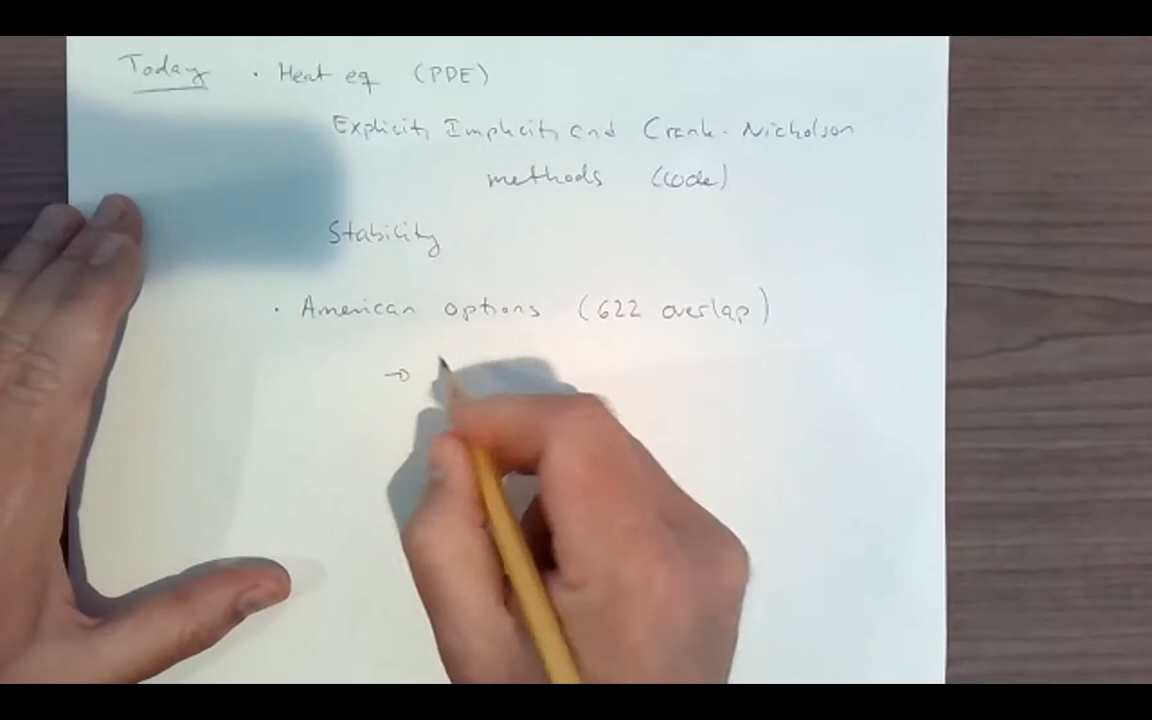 Today · Heat eq (PDE)
Explicit, Implicit, and Crank-Nicholson
methods (code)
Stability
· American options (622 overlap)
→